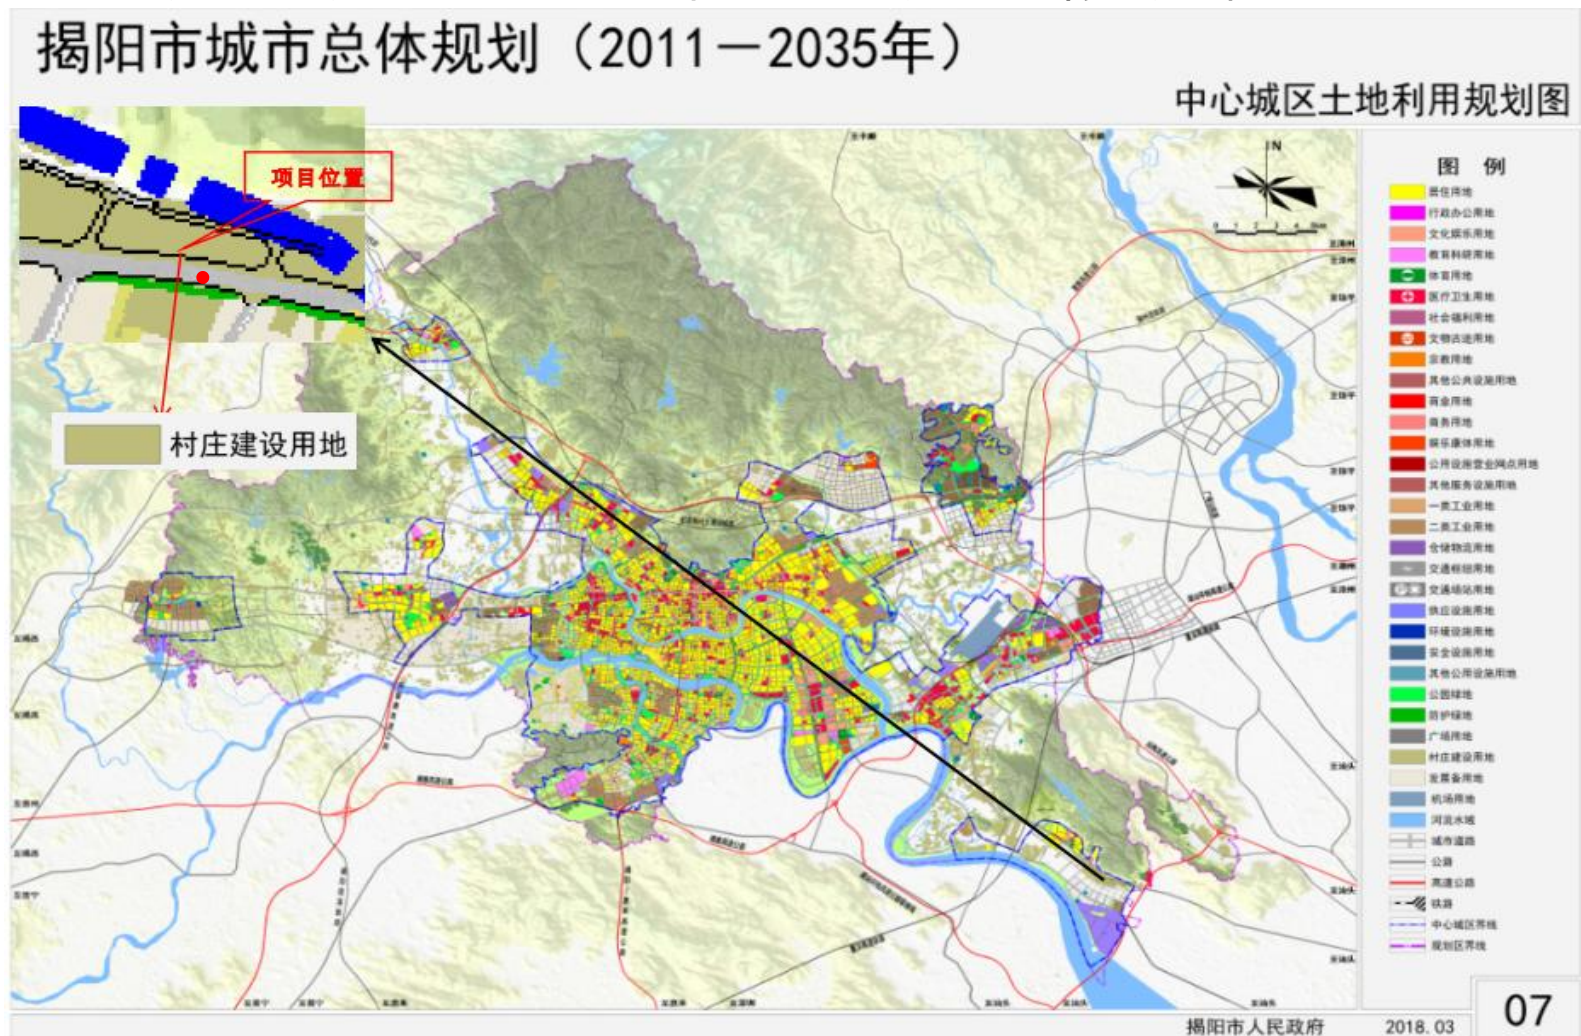 揭阳市城市总体规划（2011－2035年）
中心城区土地利用规划图
项目位置
村庄建设用地
N
图 例
居住用地
行政办公用地
文化娱乐用地
教育科研用地
体育用地
医疗卫生用地
社会福利用地
文物古迹用地
宗教用地
其他公共设施用地
商业用地
商务用地
娱乐康体用地
公用设施营业网点用地
其他服务设施用地
一类工业用地
二类工业用地
仓储物流用地
交通枢纽用地
交通场站用地
供应设施用地
环境设施用地
安全设施用地
其他公用设施用地
公园绿地
防护绿地
广场用地
村庄建设用地
发展备用地
机场用地
河流水域
城市道路
公路
高速公路
铁路
中心城区界线
规划区界线
揭阳市人民政府
2018.03
07